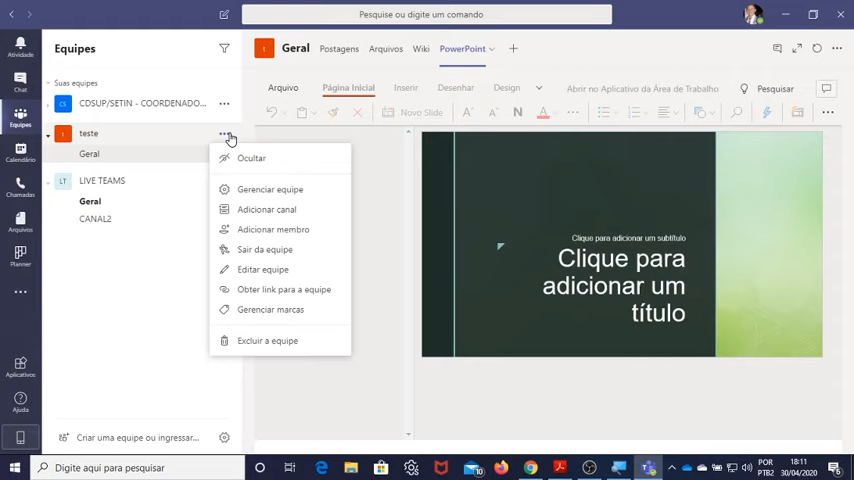 Pesquise ou digite um comando
Atividade
Chat
Equipes
Calendário
Chamadas
Arquivos
Planner
Aplicativos
Ajuda
Equipes
Suas equipes
CS
CDSUP/SETIN - COORDENADO...
t
teste
Geral
LT
LIVE TEAMS
Geral
CANAL2
Criar uma equipe ou ingressar...
Ocultar
Gerenciar equipe
Adicionar canal
Adicionar membro
Sair da equipe
Editar equipe
Obter link para a equipe
Gerenciar marcas
Excluir a equipe
t
Geral Postagens Arquivos Wiki PowerPoint
Arquivo Página Inicial Inserir Desenhar Design Abrir no Aplicativo da Área de Trabalho Pesquisar
Novo Slide A A N A
Clique para adicionar um subtítulo
Clique para
adicionar um
título
Digite aqui para pesquisar
10
POR
PTB2
18:11
30/04/2020
6